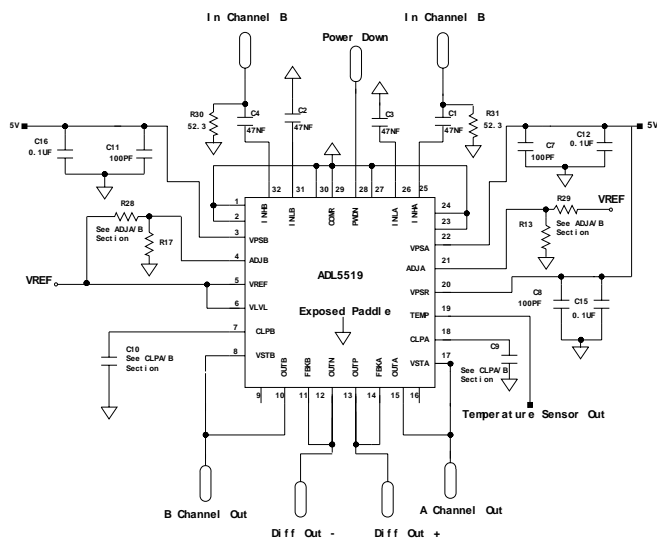 In Channel B
In Channel B
Power Down
R30
52.3
C4
47NF
C2
47NF
C3
47NF
C1
47NF
R31
52.3
5V
C16
0.1UF
C11
100PF
C7
100PF
C12
0.1UF
5V
32 31 30 29 28 27 26 25
INHB INLB COMR PWDN INLA INHA
1
2
3 VPSB
4 ADJB
5 VREF
6 VLVL
7 CLPB
8 VSTB
24
23
22 VPSA
21 ADJA
20 VPSR
19 TEMP
18 CLPA
17 VSTA
ADL5519
Exposed Paddle
R28
See ADJA/B
Section
R17
VREF
R29
See ADJA/B
Section
R13
VREF
C8
100PF
C15
0.1UF
C10
See CLPA/B
Section
C9
See CLPA/B
Section
OUTB FBKB OUTN OUTP FBKA OUTA
9 10 11 12 13 14 15 16
Temperature Sensor Out
B Channel Out
A Channel Out
Diff Out -
Diff Out +